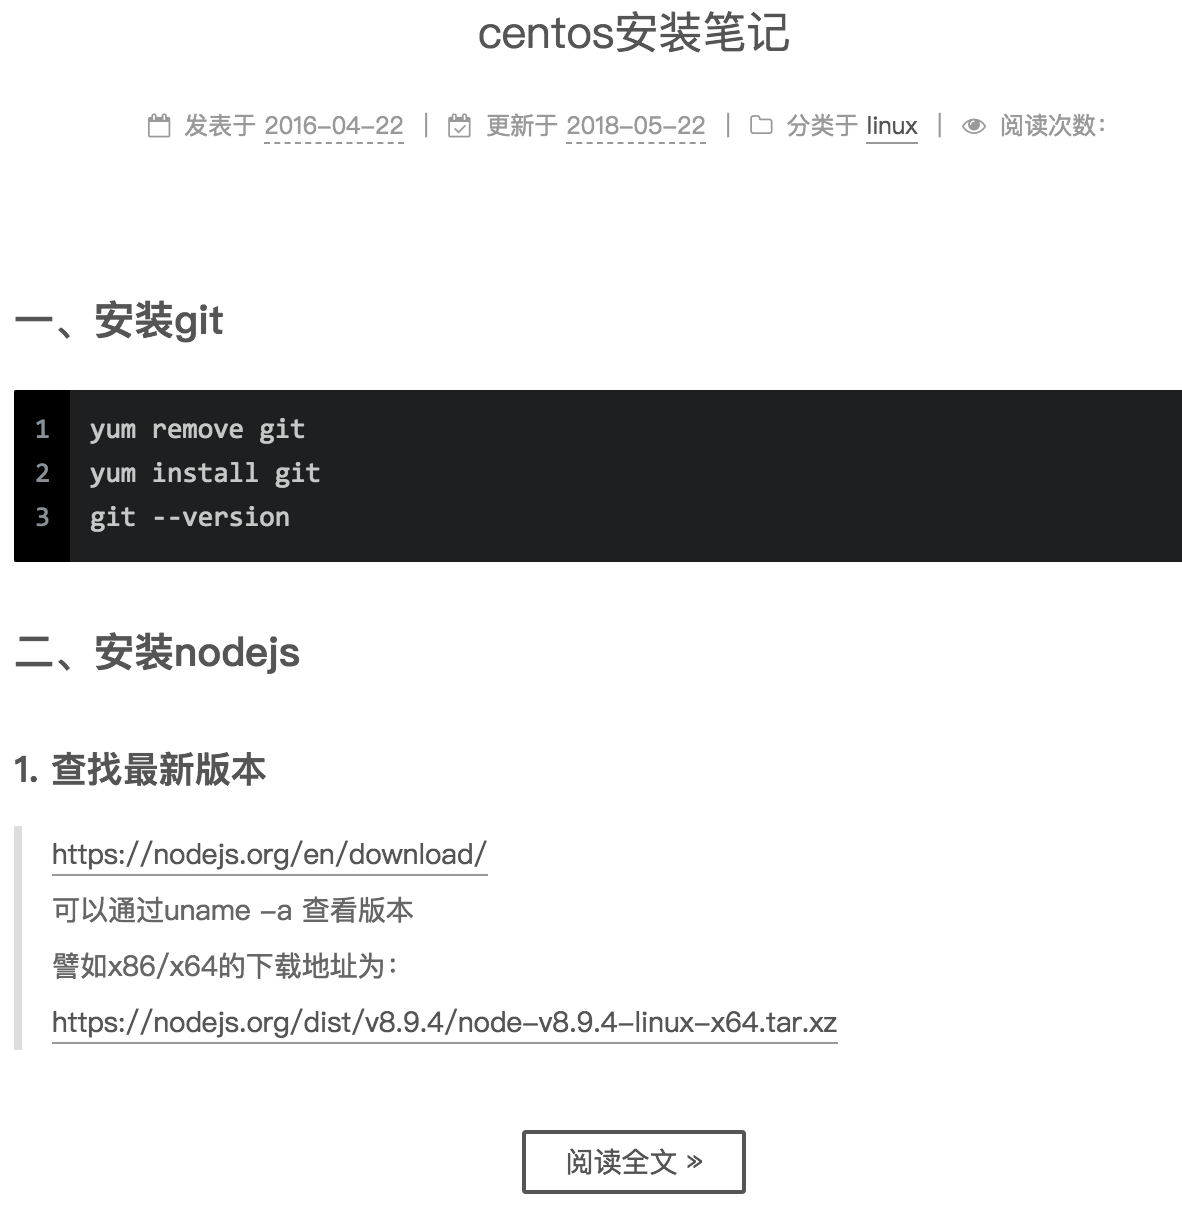 centos安装笔记
发表于 2016-04-22 | 更新于 2018-05-22 | 分类于 linux | 阅读次数：
一、安装git
1 yum remove git
2 yum install git
3 git --version
二、安装nodejs
1. 查找最新版本
https://nodejs.org/en/download/
可以通过uname -a 查看版本
譬如x86/x64的下载地址为：
https://nodejs.org/dist/v8.9.4/node-v8.9.4-linux-x64.tar.xz
阅读全文 »